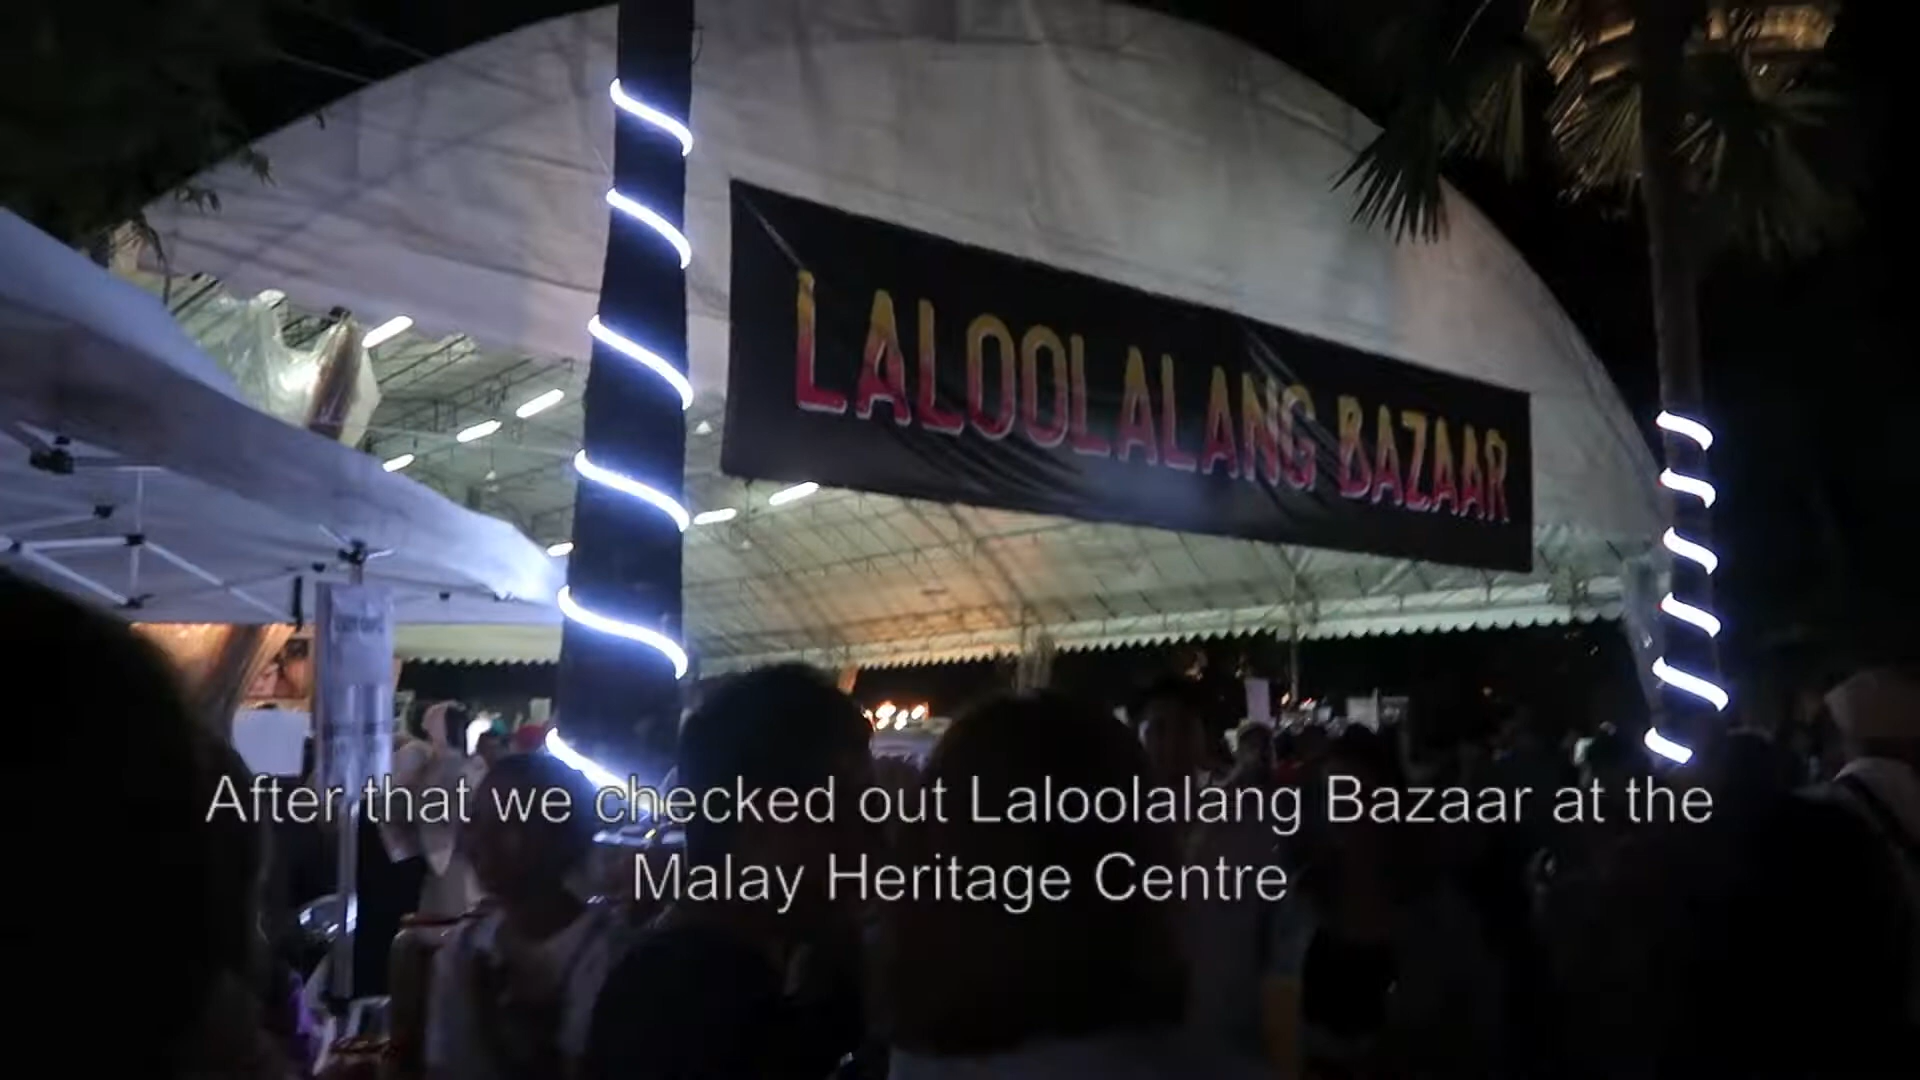 LALOOLALANG BAZAAR
After that we checked out Laloolalang Bazaar at the
Malay Heritage Centre